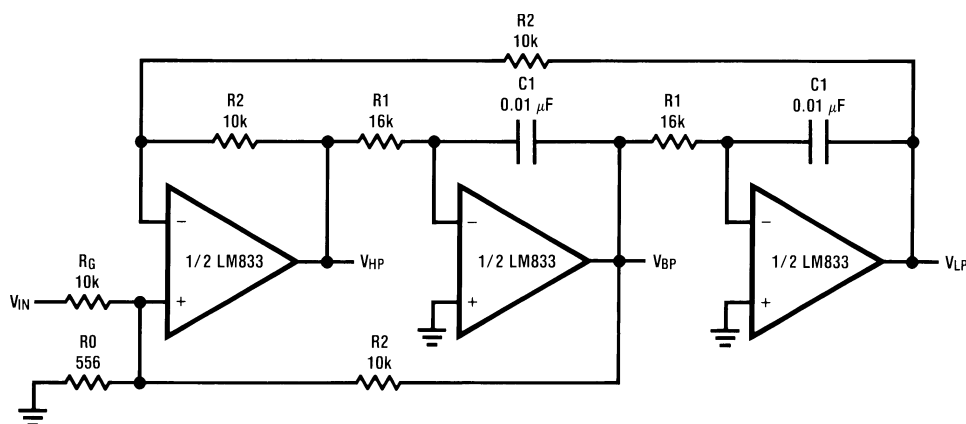 R2
10k
C1
0.01 µF
C1
0.01 µF
R2
10k
R1
16k
R1
16k
−
1/2 LM833
+
VHP
−
1/2 LM833
+
VBP
−
1/2 LM833
+
VLP
RG
10k
VIN
R0
556
R2
10k